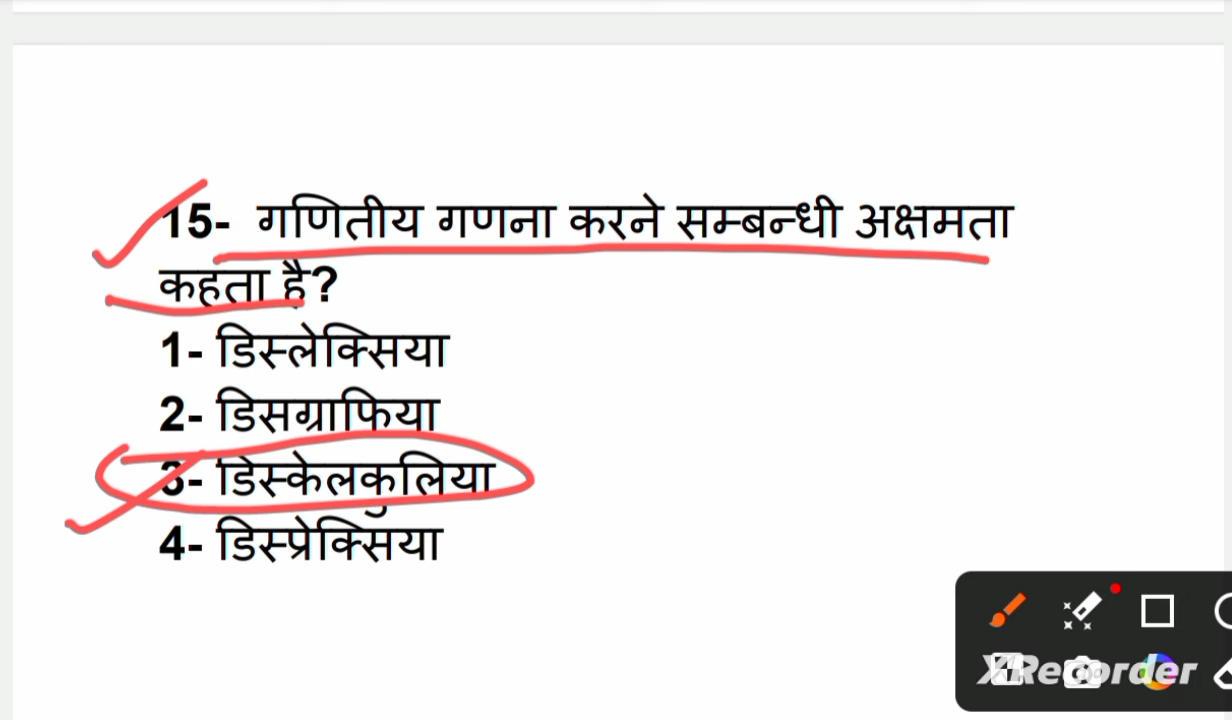 15- गणितीय गणना करने सम्बन्धी अक्षमता
कहता है?
1- डिस्लेक्सिया
2- डिसग्राफिया
3- डिस्केलकुलिया
4- डिस्प्रेक्सिया
XRecorder